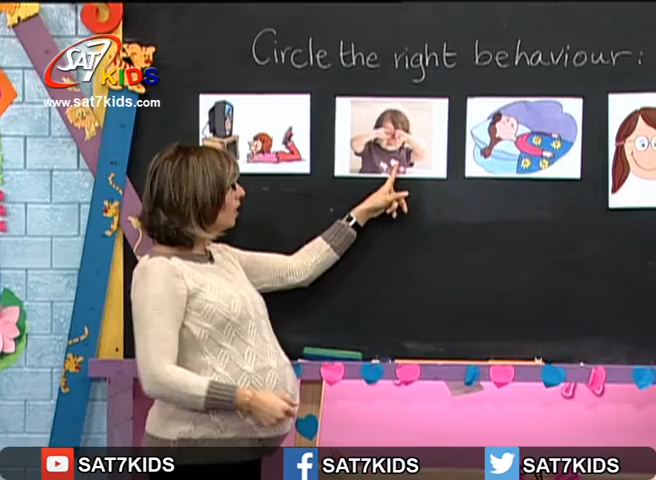 Circle the right behaviour:
SAT7
KIDS
www.sat7kids.com
SAT7KIDS
SAT7KIDS
SAT7KIDS